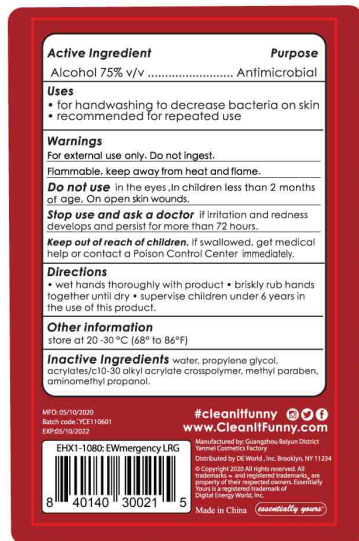 Active Ingredient Purpose
Alcohol 75% v/v ......................... Antimicrobial
Uses
• for handwashing to decrease bacteria on skin
• recommended for repeated use
Warnings
For external use only. Do not ingest.
Flammable, keep away from heat and flame.
Do not use in the eyes ,In children less than 2 months
of age, On open skin wounds.
Stop use and ask a doctor if irritation and redness
develops and persist for more than 72 hours.
Keep out of reach of children. If swallowed, get medical
help or contact a Poison Control Center immediately.
Directions
• wet hands thoroughly with product • briskly rub hands
together until dry • supervise children under 6 years in
the use of this product.
Other information
store at 20 -30 °C (68° to 86°F)
Inactive Ingredients water, propylene glycol,
acrylates/c10-30 alkyl acrylate crosspolymer, methyl paraben,
aminomethyl propanol.
MFD: 05/10/2020
Batch code:YCE110601
EXP:05/10/2022
EHX1-1080: EWmergency LRG
8 40140 30021 5
#cleanitfunny
www.CleanItFunny.com
Manufactured by: Guangzhou Baiyun District
Yanmei Cosmetics Factory
Distributed by DE World , Inc. Brooklyn, NY 11234
© Copyright 2020 All rights reserved. All
trademarks ™ and registered trademarks® are
property of their respected owners. Essentially
Yours is a registered trademark of
Digital Energy World, Inc.
Made in China essentially yours™